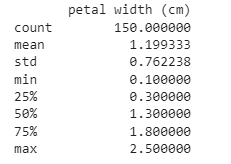 petal width (cm)
count 150.000000
mean 1.199333
std 0.762238
min 0.100000
25% 0.300000
50% 1.300000
75% 1.800000
max 2.500000